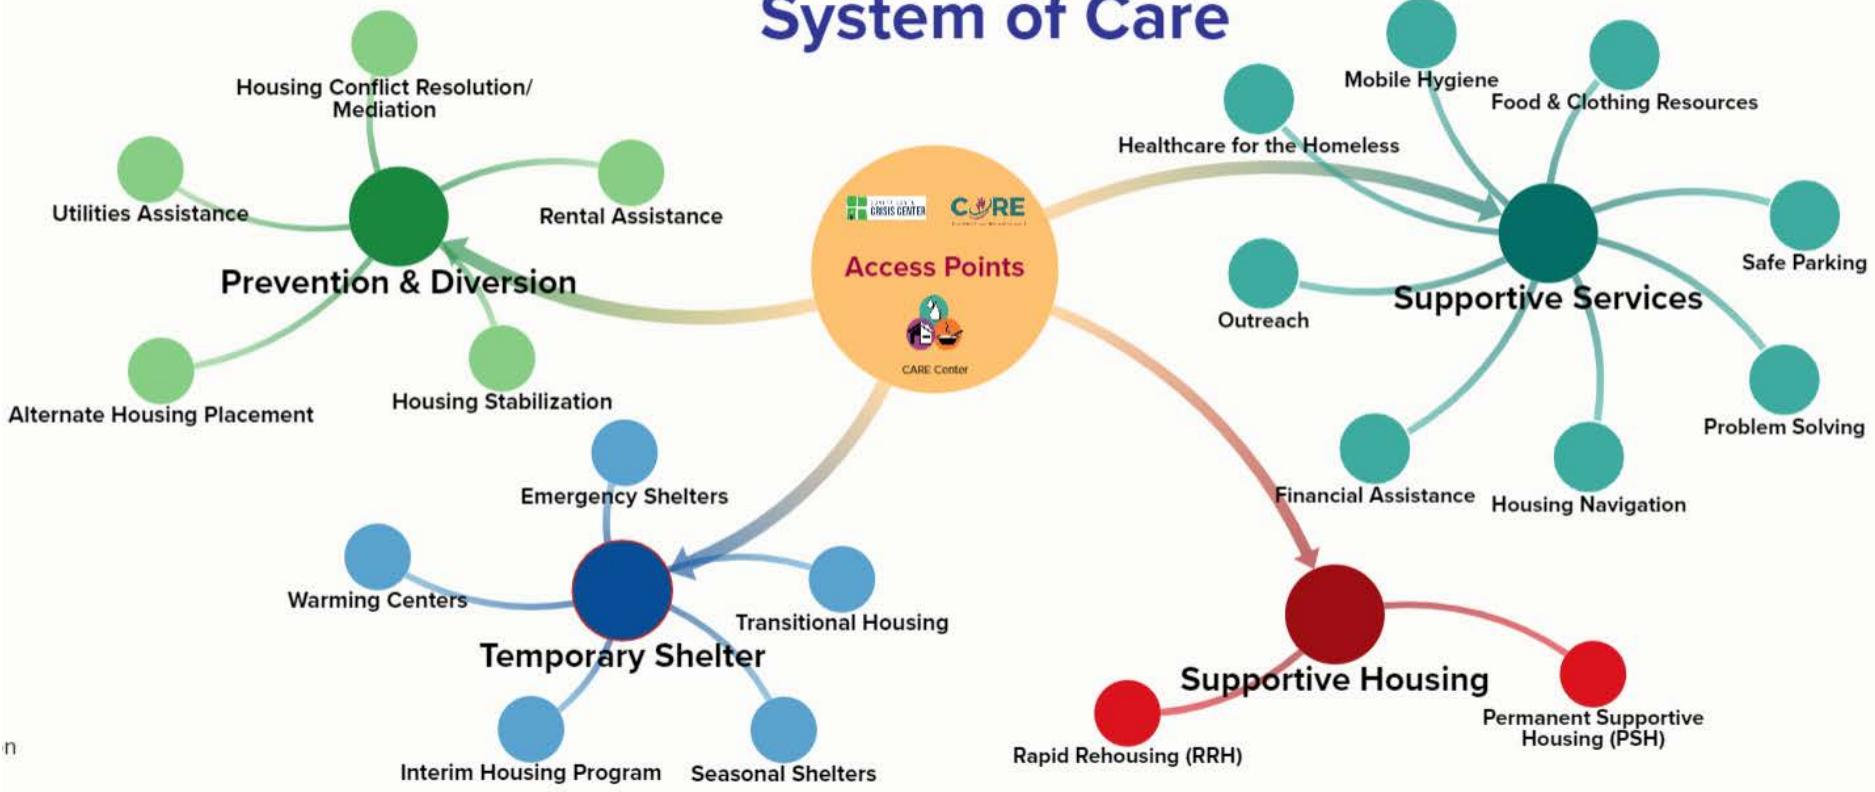 System of Care
Housing Conflict Resolution/
Mediation
Utilities Assistance
Rental Assistance
Prevention & Diversion
Alternate Housing Placement
Housing Stabilization
CRISIS CENTER
CORE
Access Points
CARE Center
Mobile Hygiene
Food & Clothing Resources
Healthcare for the Homeless
Safe Parking
Outreach
Supportive Services
Problem Solving
Financial Assistance
Housing Navigation
Emergency Shelters
Warming Centers
Transitional Housing
Temporary Shelter
Interim Housing Program
Seasonal Shelters
Supportive Housing
Rapid Rehousing (RRH)
Permanent Supportive
Housing (PSH)
n